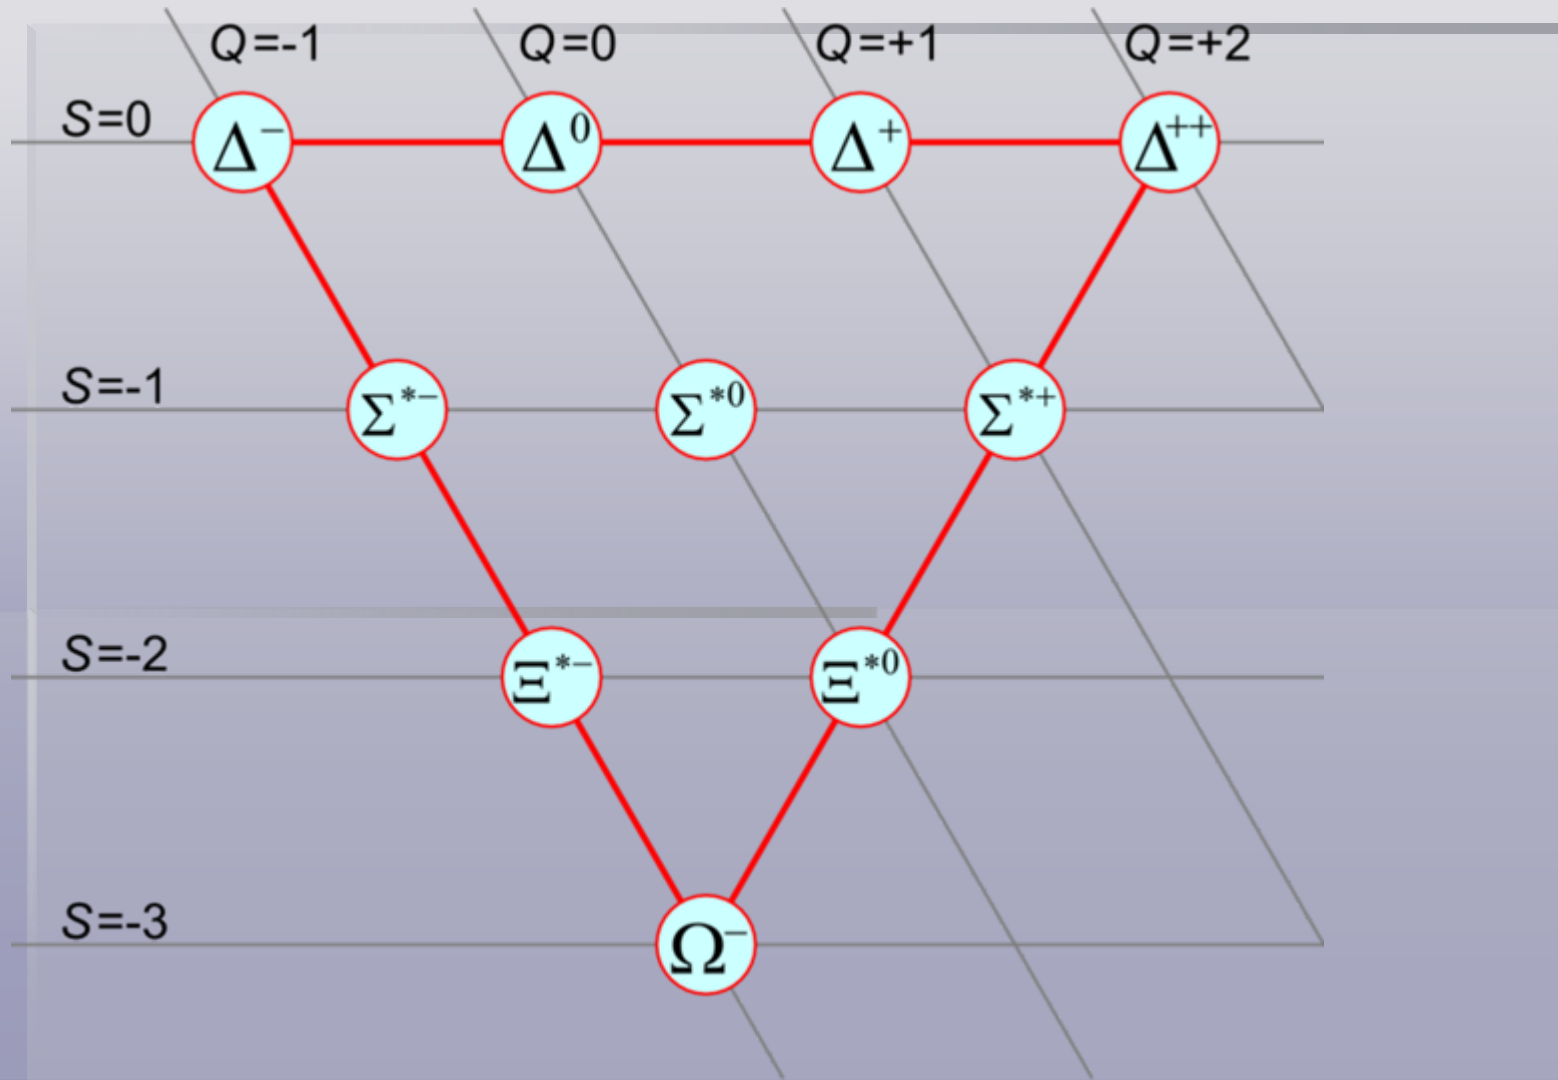 Q=-1 Q=0 Q=+1 Q=+2
S=0 Δ⁻ Δ⁰ Δ⁺ Δ⁺⁺
S=-1 Σ*⁻ Σ*⁰ Σ*⁺
S=-2 Ξ*⁻ Ξ*⁰
S=-3 Ω⁻